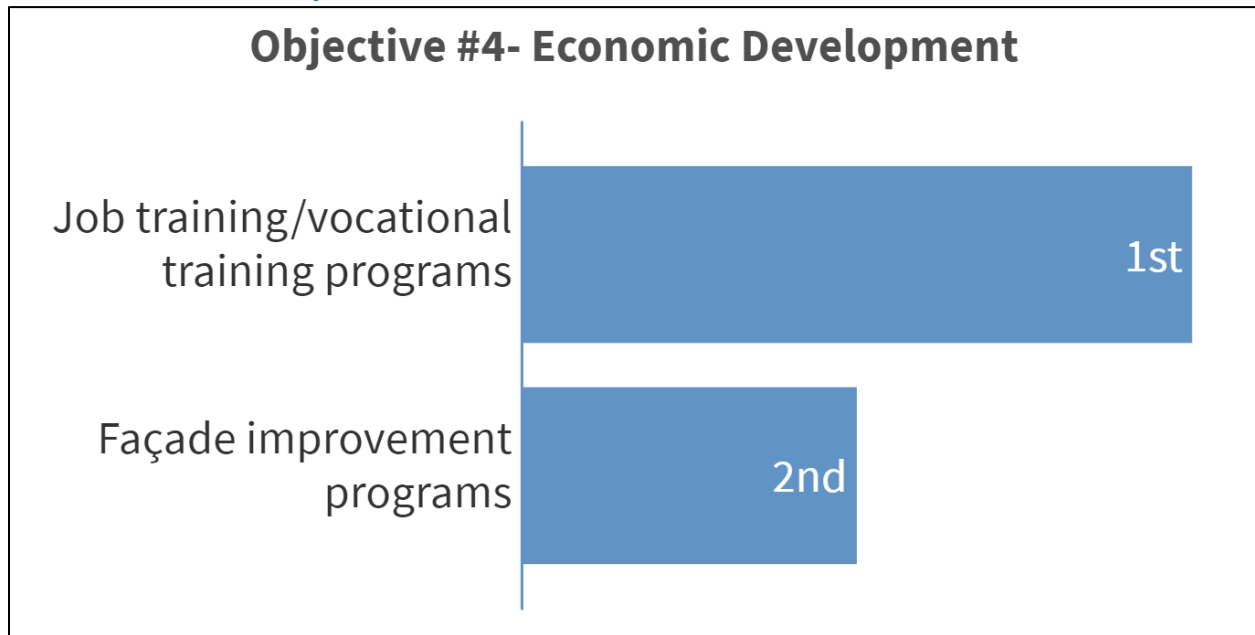 Objective #4- Economic Development
Job training/vocational
training programs
1st
Façade improvement
programs
2nd